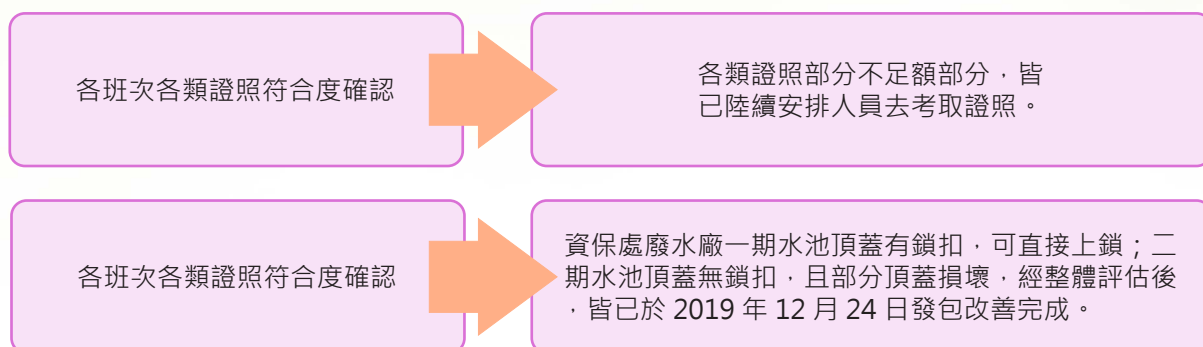 各班次各類證照符合度確認
各類證照部分不足額部分，皆
已陸續安排人員去考取證照。
各班次各類證照符合度確認
資保處廢水廠一期水池頂蓋有鎖扣，可直接上鎖；二
期水池頂蓋無鎖扣，且部分頂蓋損壞，經整體評估後
，皆已於 2019 年 12 月 24 日發包改善完成。